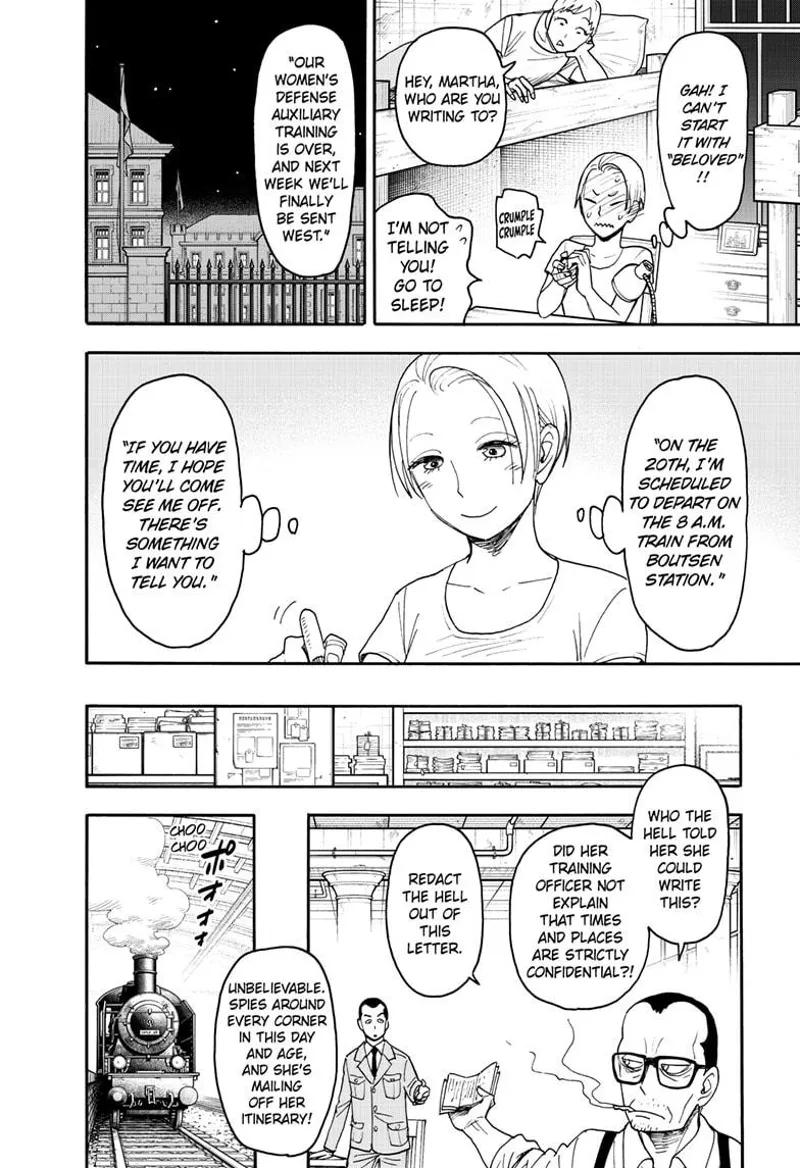 GAH! I
CAN'T
START
IT WITH
"BELOVED"
!!
HEY, MARTHA,
WHO ARE YOU
WRITING TO?
CRUMPLE
CRUMPLE
I'M NOT
TELLING
YOU!
GO TO
SLEEP!
"OUR
WOMEN'S
DEFENSE
AUXILIARY
TRAINING
IS OVER,
AND NEXT
WEEK WE'LL
FINALLY
BE SENT
WEST."
"ON THE
20TH, I'M
SCHEDULED
TO DEPART ON
THE 8 A.M.
TRAIN FROM
BOUTSEN
STATION."
"IF YOU HAVE
TIME, I HOPE
YOU'LL COME
SEE ME OFF.
THERE'S
SOMETHING
I WANT TO
TELL YOU."
WHO THE
HELL TOLD
HER SHE
COULD
WRITE
THIS?
DID HER
TRAINING
OFFICER NOT
EXPLAIN
THAT TIMES
AND PLACES
ARE STRICTLY
CONFIDENTIAL?!
REDACT
THE HELL
OUT OF
THIS
LETTER.
UNBELIEVABLE.
SPIES AROUND
EVERY CORNER
IN THIS DAY
AND AGE, AND
SHE'S
MAILING
OFF HER
ITINERARY!
CHOO
CHOO
ポオオ